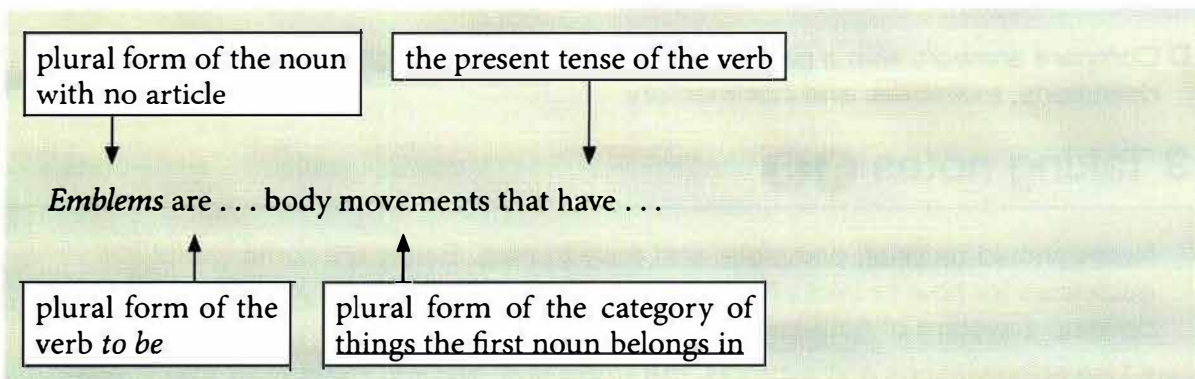 plural form of the noun
with no article
the present tense of the verb
Emblems are . . . body movements that have . . .
plural form of the
verb to be
plural form of the category of
things the first noun belongs in